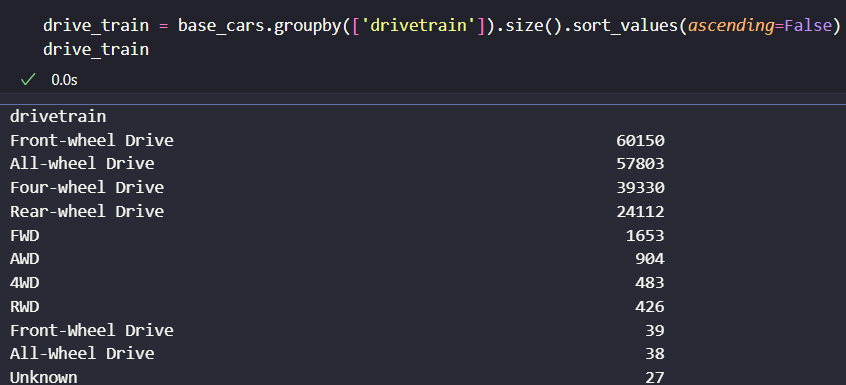 drive_train = base_cars.groupby(['drivetrain']).size().sort_values(ascending=False)
drive_train
0.0s
drivetrain
Front-wheel Drive 60150
All-wheel Drive 57803
Four-wheel Drive 39330
Rear-wheel Drive 24112
FWD 1653
AWD 904
4WD 483
RWD 426
Front-Wheel Drive 39
All-Wheel Drive 38
Unknown 27